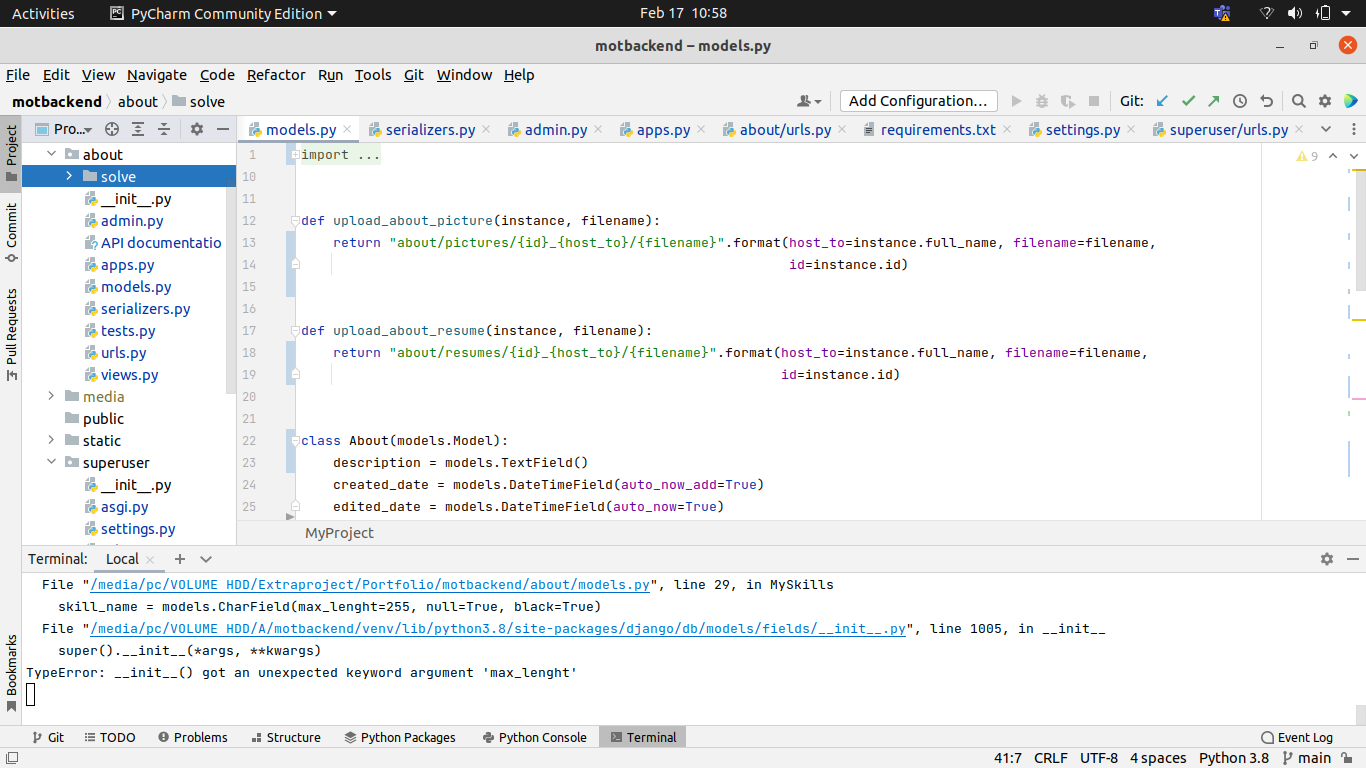 Activities PyCharm Community Edition Feb 17 10:58
motbackend – models.py
File Edit View Navigate Code Refactor Run Tools Git Window Help
motbackend about solve Add Configuration... Git:
Project Pro... models.py serializers.py admin.py apps.py about/urls.py requirements.txt settings.py superuser/urls.py
about
solve
__init__.py
admin.py
API documentatio
apps.py
models.py
serializers.py
tests.py
urls.py
views.py
media
public
static
superuser
__init__.py
asgi.py
settings.py
Commit
Pull Requests
Bookmarks
9
1 import ...
10
11
12 def upload_about_picture(instance, filename):
13 return "about/pictures/{id}_{host_to}/{filename}".format(host_to=instance.full_name, filename=filename,
14 id=instance.id)
15
16
17 def upload_about_resume(instance, filename):
18 return "about/resumes/{id}_{host_to}/{filename}".format(host_to=instance.full_name, filename=filename,
19 id=instance.id)
20
21
22 class About(models.Model):
23 description = models.TextField()
24 created_date = models.DateTimeField(auto_now_add=True)
25 edited_date = models.DateTimeField(auto_now=True)
MyProject
Terminal: Local
File "/media/pc/VOLUME HDD/Extraproject/Portfolio/motbackend/about/models.py", line 29, in MySkills
skill_name = models.CharField(max_lenght=255, null=True, black=True)
File "/media/pc/VOLUME HDD/A/motbackend/venv/lib/python3.8/site-packages/django/db/models/fields/__init__.py", line 1005, in __init__
super().__init__(*args, **kwargs)
TypeError: __init__() got an unexpected keyword argument 'max_lenght'
Git TODO Problems Structure Python Packages Python Console Terminal Event Log
41:7 CRLF UTF-8 4 spaces Python 3.8 main